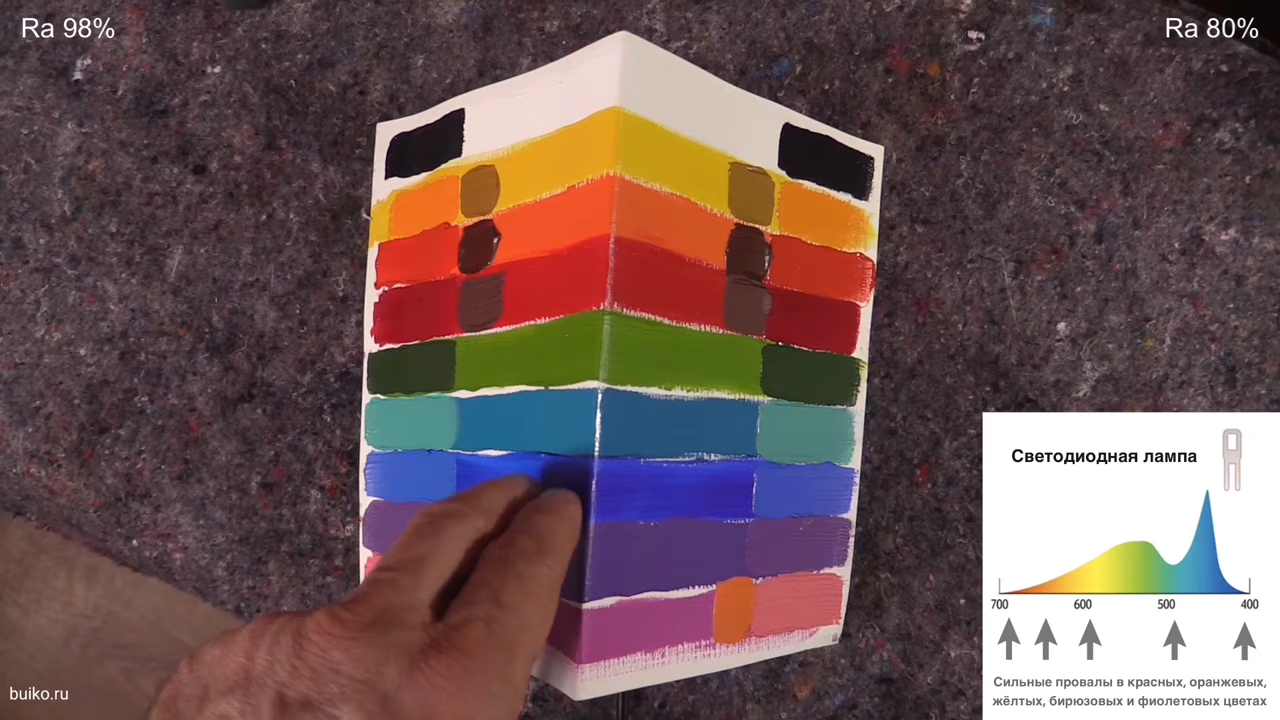 Ra 98%
Ra 80%
Светодиодная лампа
700 600 500 400
Сильные провалы в красных, оранжевых,
жёлтых, бирюзовых и фиолетовых цветах
buiko.ru